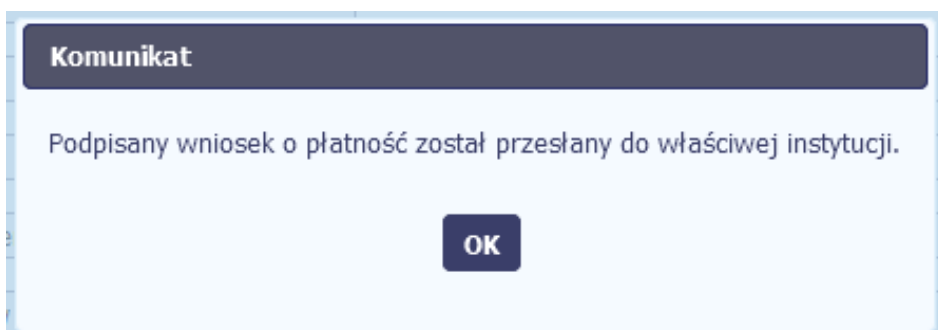 Komunikat
Podpisany wniosek o płatność został przesłany do właściwej instytucji.
OK